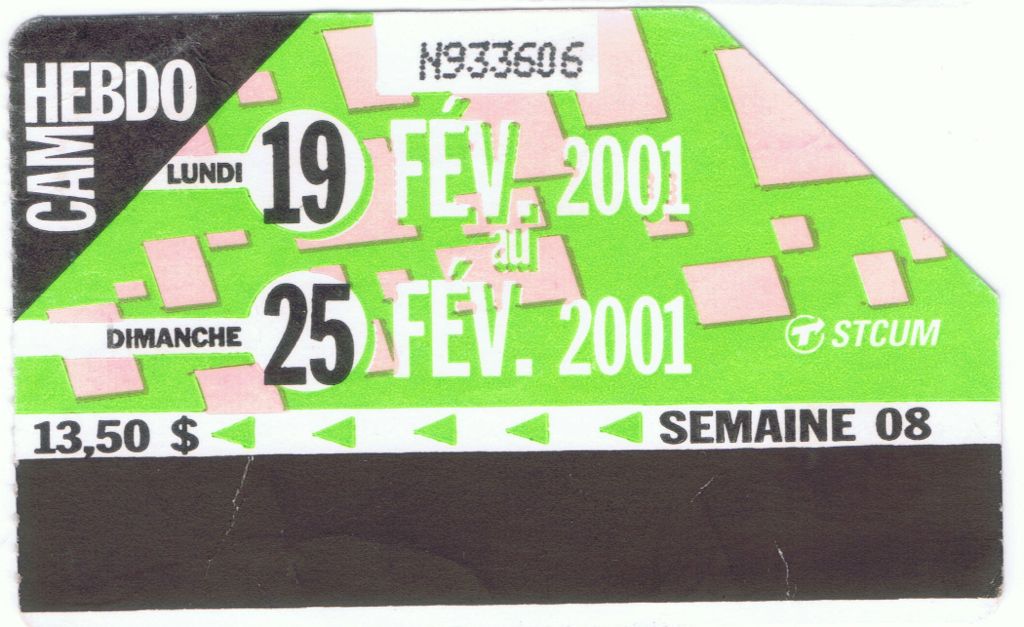 N933606
CAM
HEBDO
LUNDI 19 FÉV. 2001
au
DIMANCHE 25 FÉV. 2001
STCUM
13,50 $ SEMAINE 08